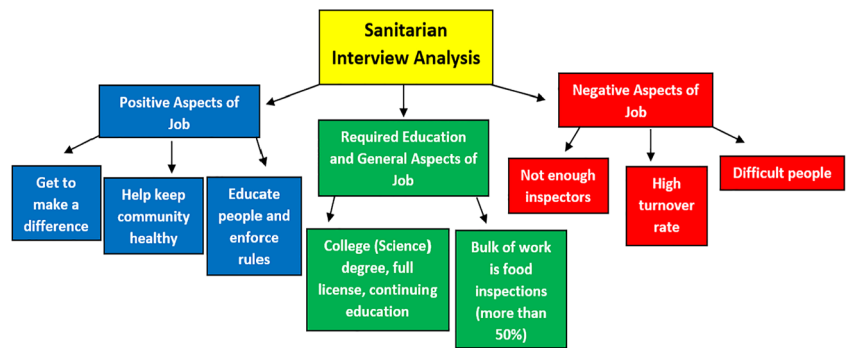 Sanitarian
Interview Analysis
Positive Aspects of
Job
Get to
make a
difference
Help keep
community
healthy
Educate
people and
enforce
rules
Required Education
and General Aspects of
Job
College (Science)
degree, full
license, continuing
education
Bulk of work
is food
inspections
(more than
50%)
Negative Aspects of
Job
Not enough
inspectors
High
turnover
rate
Difficult people